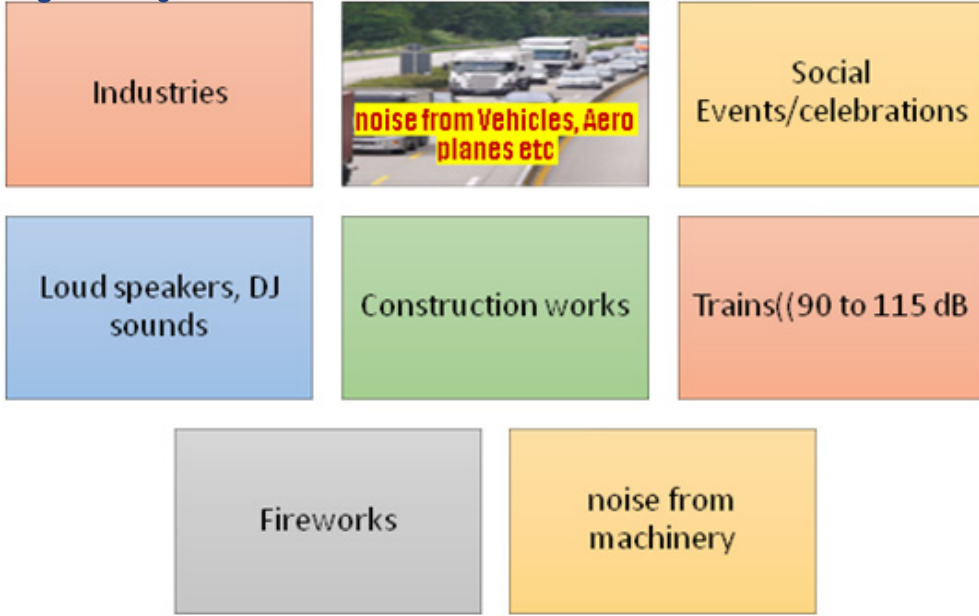 Industries
noise from Vehicles, Aero
planes etc
Social
Events/celebrations
Loud speakers, DJ
sounds
Construction works
Trains((90 to 115 dB
Fireworks
noise from
machinery